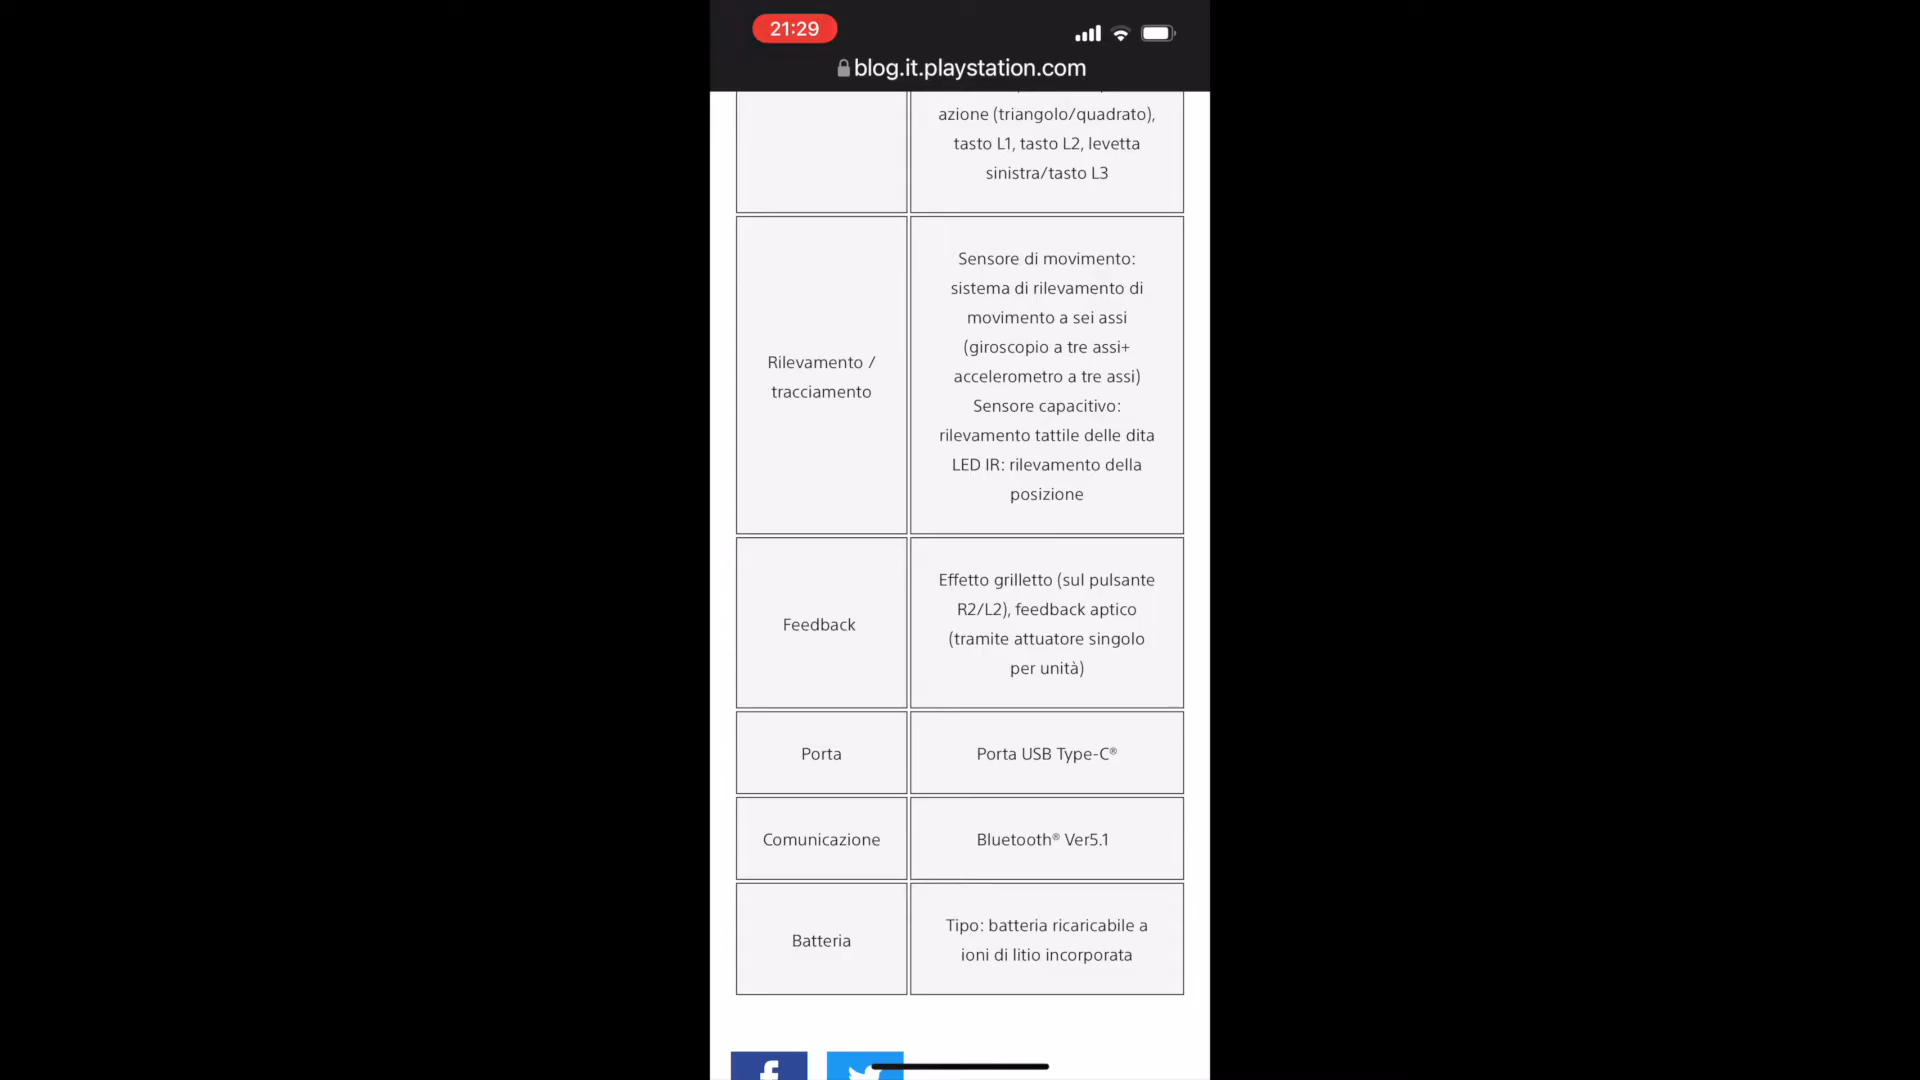 21:29
blog.it.playstation.com
azione (triangolo/quadrato),
tasto L1, tasto L2, levetta
sinistra/tasto L3
Rilevamento /
tracciamento
Sensore di movimento:
sistema di rilevamento di
movimento a sei assi
(giroscopio a tre assi+
accelerometro a tre assi)
Sensore capacitivo:
rilevamento tattile delle dita
LED IR: rilevamento della
posizione
Feedback
Effetto grilletto (sul pulsante
R2/L2), feedback aptico
(tramite attuatore singolo
per unità)
Porta
Porta USB Type-C®
Comunicazione
Bluetooth® Ver5.1
Batteria
Tipo: batteria ricaricabile a
ioni di litio incorporata